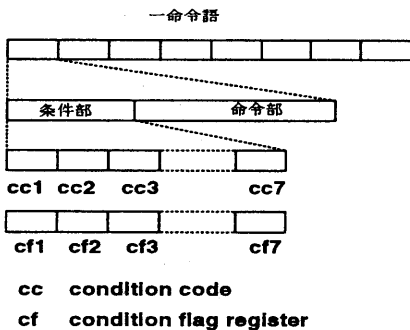 一命令語
条件部 命令部
cc1 cc2 cc3 cc7
cf1 cf2 cf3 cf7
cc condition code
cf condition flag register